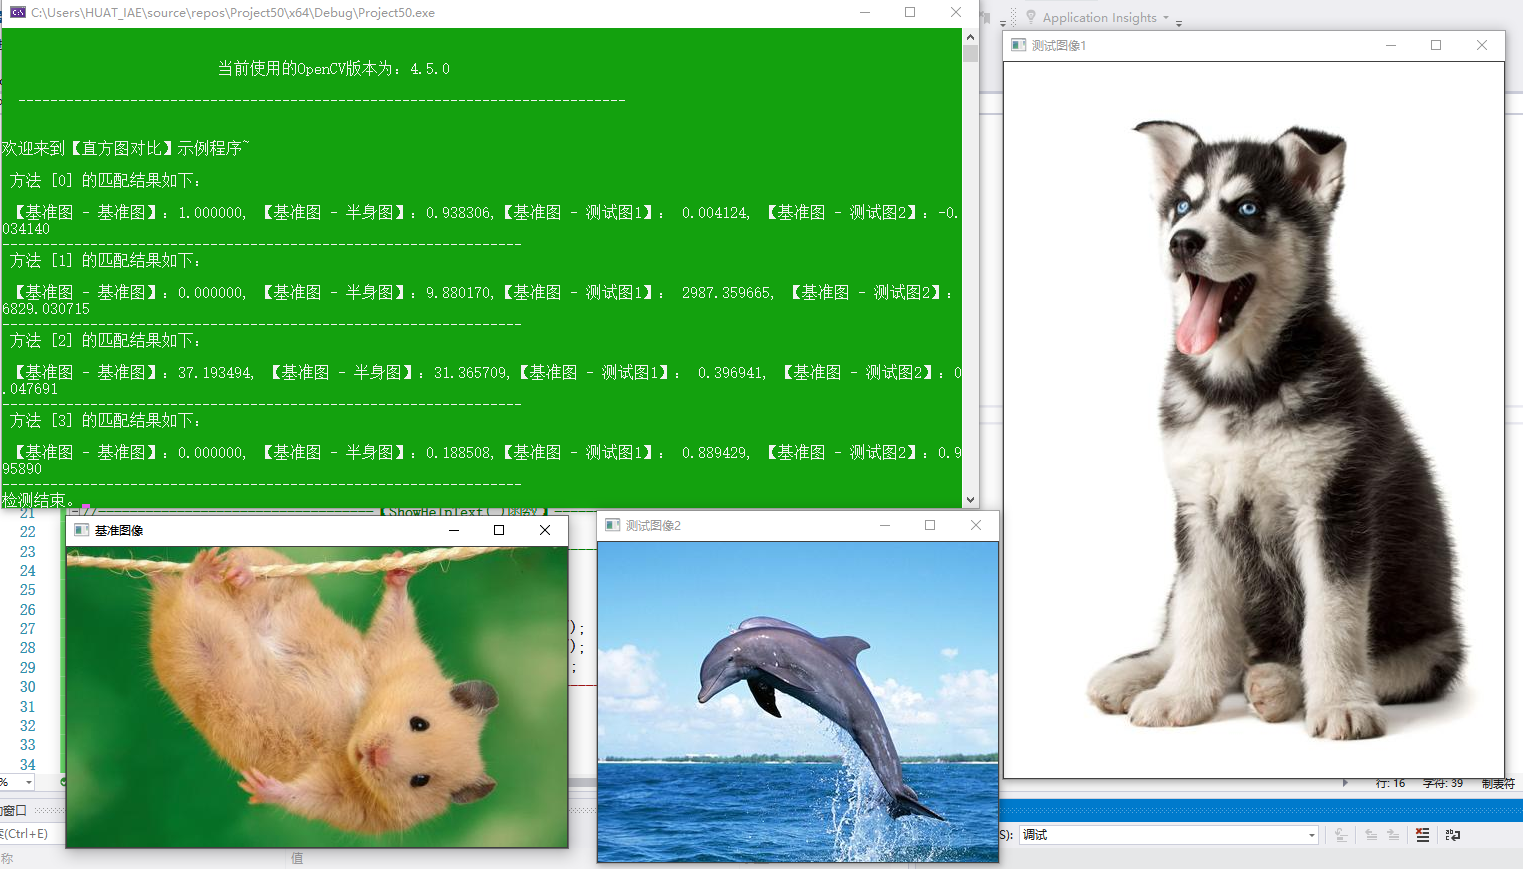 C:\Users\HUAT_IAE\source\repos\Project50\x64\Debug\Project50.exe
Application Insights
当前使用的OpenCV版本为：4.5.0
----------------------------------------------------------------------------
欢迎来到【直方图对比】示例程序~
方法 [0] 的匹配结果如下：
【基准图 - 基准图】：1.000000, 【基准图 - 半身图】：0.938306,【基准图 - 测试图1】： 0.004124, 【基准图 - 测试图2】：-0.
034140
-----------------------------------------------------------------
方法 [1] 的匹配结果如下：
【基准图 - 基准图】：0.000000, 【基准图 - 半身图】：9.880170,【基准图 - 测试图1】： 2987.359665, 【基准图 - 测试图2】：
6829.030715
-----------------------------------------------------------------
方法 [2] 的匹配结果如下：
【基准图 - 基准图】：37.193494, 【基准图 - 半身图】：31.365709,【基准图 - 测试图1】： 0.396941, 【基准图 - 测试图2】：0
.047691
-----------------------------------------------------------------
方法 [3] 的匹配结果如下：
【基准图 - 基准图】：0.000000, 【基准图 - 半身图】：0.188508,【基准图 - 测试图1】： 0.889429, 【基准图 - 测试图2】：0.9
95890
-----------------------------------------------------------------
检测结束。
测试图像1
基准图像
测试图像2
21
22
23
24
25
26
27
);
28
);
29
;
30
31
32
33
34
%
行: 16 字符: 39 制表符
窗口
(Ctrl+E)
称 值
S): 调试